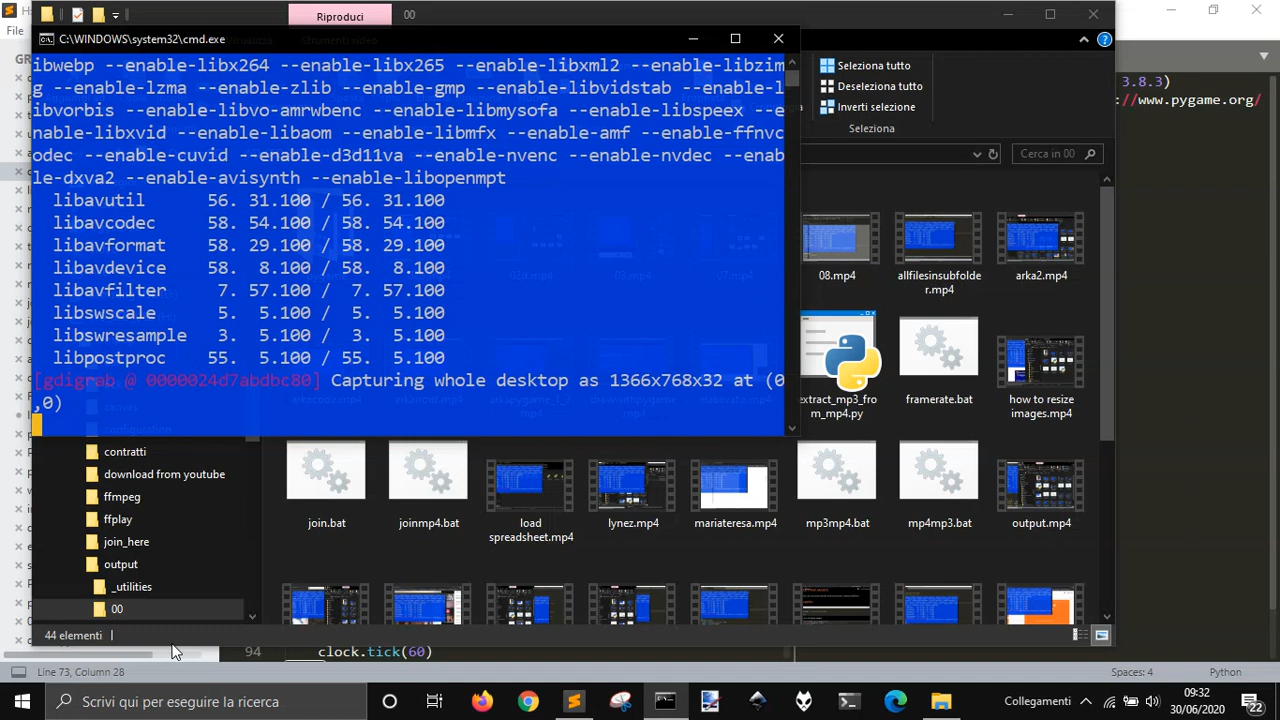 Riproduci
00
C:\WINDOWS\system32\cmd.exe
File
ibwebp --enable-libx264 --enable-libx265 --enable-libxml2 --enable-libzim
g --enable-lzma --enable-zlib --enable-gmp --enable-libvidstab --enable-l
ibvorbis --enable-libvo-amrwbenc --enable-libmysofa --enable-libspeex --e
nable-libxvid --enable-libaom --enable-libmfx --enable-amf --enable-ffnvc
odec --enable-cuvid --enable-d3d11va --enable-nvenc --enable-nvdec --enab
le-dxva2 --enable-avisynth --enable-libopenmpt
libavutil 56. 31.100 / 56. 31.100
libavcodec 58. 54.100 / 58. 54.100
libavformat 58. 29.100 / 58. 29.100
libavdevice 58. 8.100 / 58. 8.100
libavfilter 7. 57.100 / 7. 57.100
libswscale 5. 5.100 / 5. 5.100
libswresample 3. 5.100 / 3. 5.100
libpostproc 55. 5.100 / 55. 5.100
[gdigrab @ 0000024d7abdbc80] Capturing whole desktop as 1366x768x32 at (0
,0)
Seleziona tutto
Deseleziona tutto
Inverti selezione
Seleziona
3.8.3)
://www.pygame.org/
Cerca in 00
08.mp4
allfilesinsubfolde
r.mp4
arka2.mp4
extract_mp3_fro
m_mp4.py
framerate.bat
how to resize
images.mp4
canvas
configuration
contratti
download from youtube
ffmpeg
ffplay
join_here
output
_utilities
00
join.bat
joinmp4.bat
load
spreadsheet.mp4
lynez.mp4
mariateresa.mp4
mp3mp4.bat
mp4mp3.bat
output.mp4
44 elementi
94 clock.tick(60)
Line 73, Column 28
Spaces: 4
Python
Scrivi qui per eseguire la ricerca
Collegamenti
09:32
30/06/2020
22